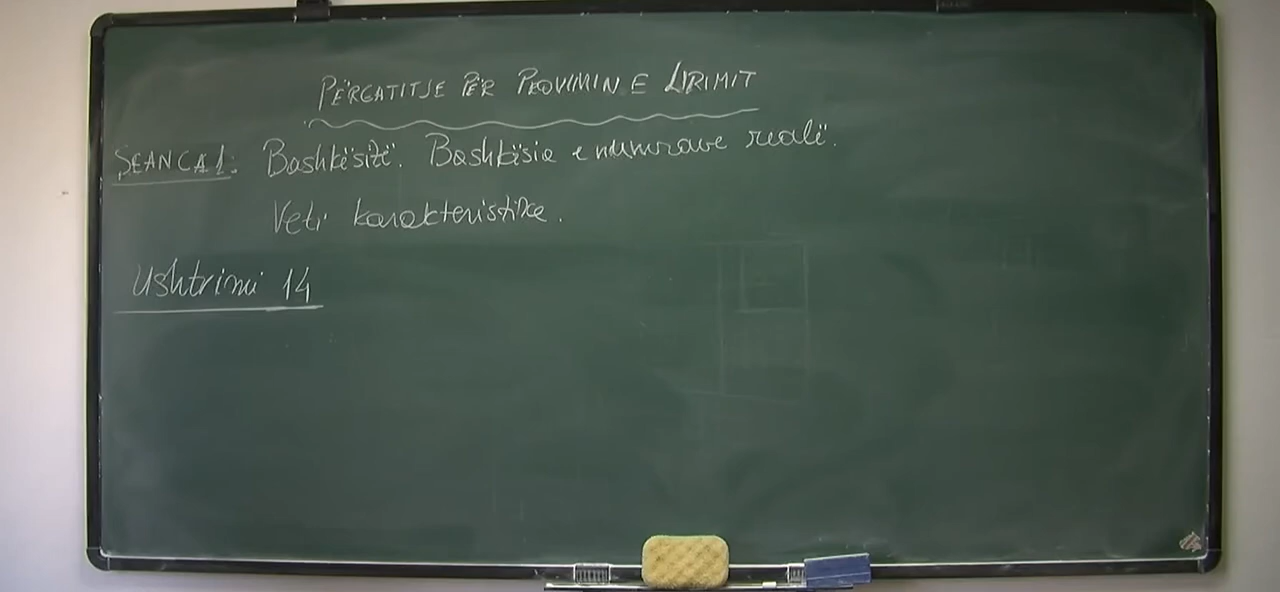 PËRGATITJE PËR PROVIMIN E LIRIMIT
SEANCA 1: Bashkësitë. Bashkësia e numrave realë.
Veti karakteristike.
Ushtrimi 14